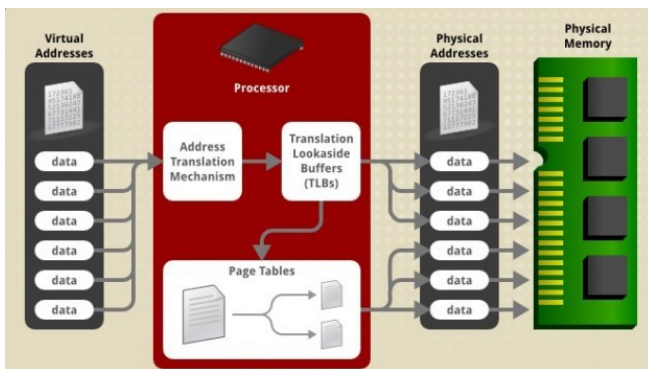 Virtual
Addresses
data
data
data
data
data
data
Processor
Address
Translation
Mechanism
Translation
Lookaside
Buffers
(TLBs)
Page Tables
Physical
Addresses
data
data
data
data
data
data
Physical
Memory